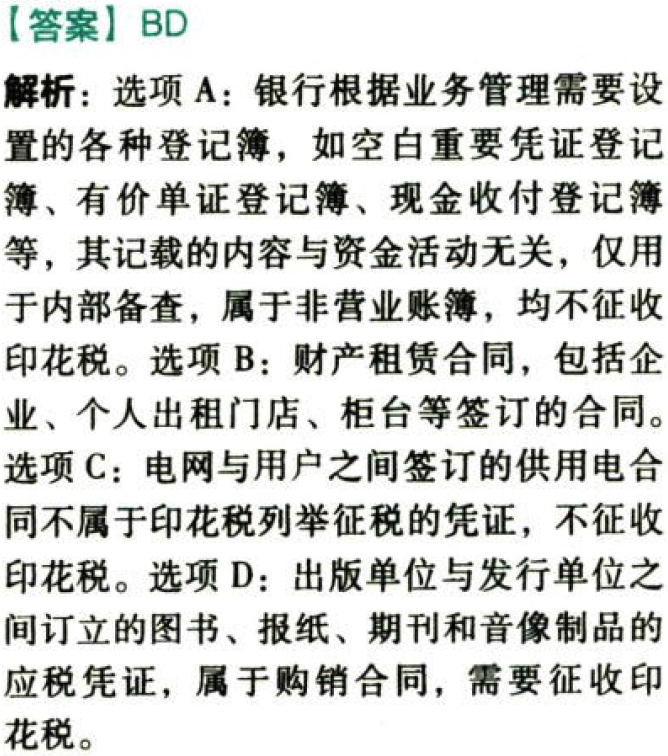 【答案】BD
解析：选项 A：银行根据业务管理需要设
置的各种登记簿，如空白重要凭证登记
簿、有价单证登记簿、现金收付登记簿
等，其记载的内容与资金活动无关，仅用
于内部备查，属于非营业账簿，均不征收
印花税。选项 B：财产租赁合同，包括企
业、个人出租门店、柜台等签订的合同。
选项 C：电网与用户之间签订的供用电合
同不属于印花税列举征税的凭证，不征收
印花税。选项 D：出版单位与发行单位之
间订立的图书、报纸、期刊和音像制品的
应税凭证，属于购销合同，需要征收印
花税。